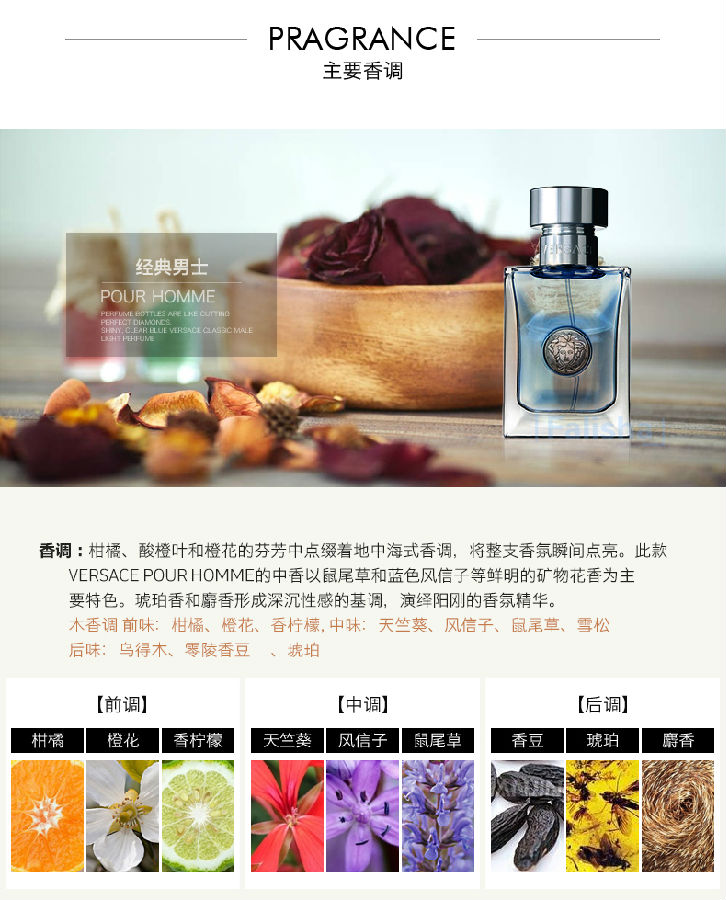 PRAGRANCE
主要香调
经典男士
POUR HOMME
PERFUME BOTTLES ARE LIKE CUTTING
PERFECT DIAMONDS.
SHINY, CLEAR BLUE VERSACE CLASSIC MALE
LIGHT PERFUME
VERSACE
香调：柑橘、酸橙叶和橙花的芬芳中点缀着地中海式香调，将整支香氛瞬间点亮。此款
VERSACE POUR HOMME的中香以鼠尾草和蓝色风信子等鲜明的矿物花香为主
要特色。琥珀香和麝香形成深沉性感的基调，演绎阳刚的香氛精华。
木香调 前味：柑橘、橙花、香柠檬, 中味：天竺葵、风信子、鼠尾草、雪松
后味：乌得木、零陵香豆 、琥珀
【前调】
【中调】
【后调】
柑橘 橙花 香柠檬 天竺葵 风信子 鼠尾草 香豆 琥珀 麝香